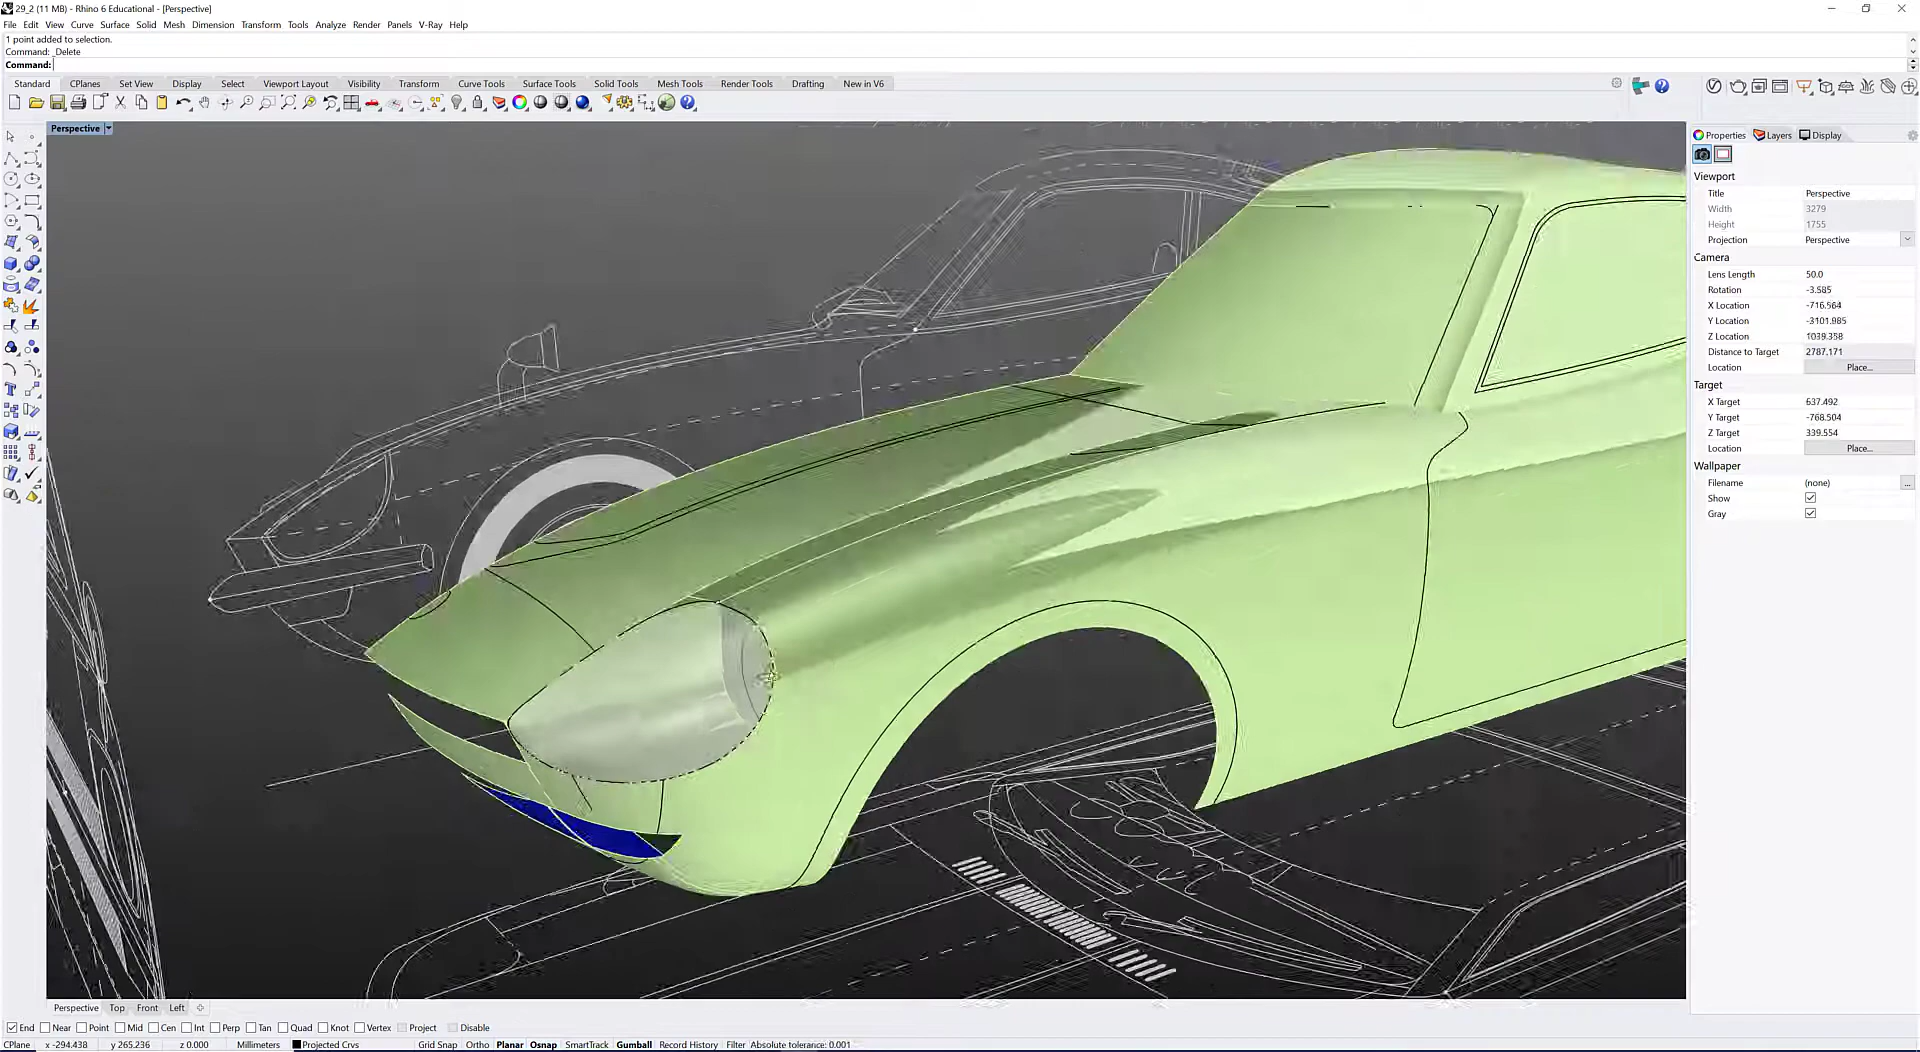 29_2 (11 MB) - Rhino 6 Educational - [Perspective]
File Edit View Curve Surface Solid Mesh Dimension Transform Tools Analyze Render Panels V-Ray Help
1 point added to selection.
Command: _Delete
Command:
Standard CPlanes Set View Display Select Viewport Layout Visibility Transform Curve Tools Surface Tools Solid Tools Mesh Tools Render Tools Drafting New in V6
Perspective
Properties Layers Display
Viewport
Title Perspective
Width 3279
Height 1755
Projection Perspective
Camera
Lens Length 50.0
Rotation -3.585
X Location -716.564
Y Location -3101.985
Z Location 1039.358
Distance to Target 2787.171
Location Place...
Target
X Target 637.492
Y Target -768.504
Z Target 339.554
Location Place...
Wallpaper
Filename (none) ...
Show
Gray
Perspective Top Front Left
End Near Point Mid Cen Int Perp Tan Quad Knot Vertex Project Disable
CPlane x -294.438 y 265.236 z 0.000 Millimeters Projected Crvs Grid Snap Ortho Planar Osnap SmartTrack Gumball Record History Filter Absolute tolerance: 0.001